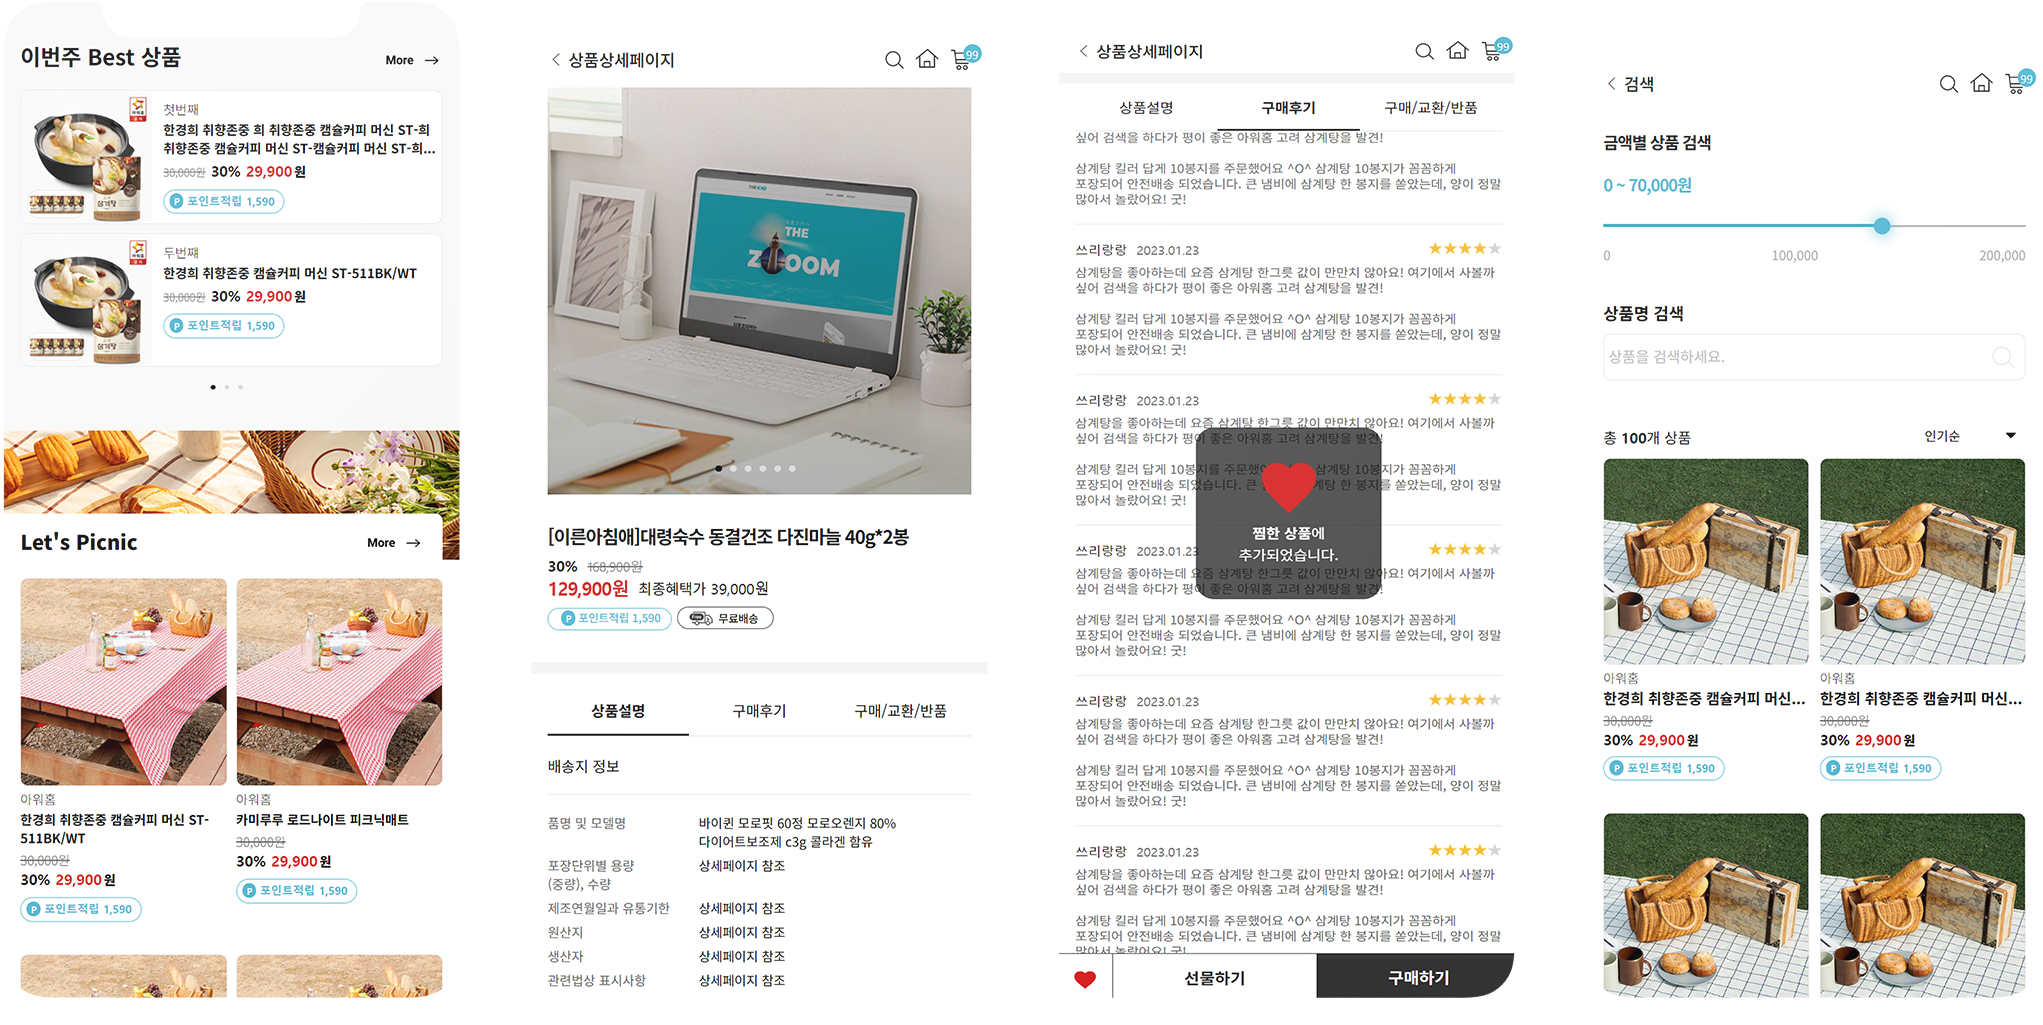 이번주 Best 상품
More
첫번째
한경희 취향존중 희 취향존중 캡슐커피 머신 ST-희
취향존중 캡슐커피 머신 ST-캡슐커피 머신 ST-희...
30,000원 30% 29,900원
P 포인트적립 1,590
두번째
한경희 취향존중 캡슐커피 머신 ST-511BK/WT
30,000원 30% 29,900원
P 포인트적립 1,590
Let's Picnic
More
아워홈
한경희 취향존중 캡슐커피 머신 ST-
511BK/WT
30,000원
30% 29,900원
P 포인트적립 1,590
아워홈
카미루루 로드나이트 피크닉매트
30,000원
30% 29,900원
P 포인트적립 1,590
상품상세페이지
99
THE
ZOOOM
[이른아침애]대령숙수 동결건조 다진마늘 40g*2봉
30% 168,900원
129,900원 최종혜택가 39,000원
P 포인트적립 1,590
무료배송
상품설명 구매후기 구매/교환/반품
배송지 정보
품명 및 모델명 바이퀸 모로핏 60정 모로오렌지 80%
다이어트보조제 c3g 콜라겐 함유
포장단위별 용량 상세페이지 참조
(중량), 수량
제조연월일과 유통기한 상세페이지 참조
원산지 상세페이지 참조
생산자 상세페이지 참조
관련법상 표시사항 상세페이지 참조
상품상세페이지
99
상품설명 구매후기 구매/교환/반품
싶어 검색을 하다가 평이 좋은 아워홈 고려 삼계탕을 발견!
삼계탕 킬러 답게 10봉지를 주문했어요 ^O^ 삼계탕 10봉지가 꼼꼼하게
포장되어 안전배송 되었습니다. 큰 냄비에 삼계탕 한 봉지를 쏟았는데, 양이 정말
많아서 놀랐어요! 굿!
쓰리랑랑 2023.01.23
삼계탕을 좋아하는데 요즘 삼계탕 한그릇 값이 만만치 않아요! 여기에서 사볼까
싶어 검색을 하다가 평이 좋은 아워홈 고려 삼계탕을 발견!
삼계탕 킬러 답게 10봉지를 주문했어요 ^O^ 삼계탕 10봉지가 꼼꼼하게
포장되어 안전배송 되었습니다. 큰 냄비에 삼계탕 한 봉지를 쏟았는데, 양이 정말
많아서 놀랐어요! 굿!
쓰리랑랑 2023.01.23
삼계탕을 좋아하는데 요즘 삼계탕 한그릇 값이 만만치 않아요! 여기에서 사볼까
싶어 검색을 하다가 평이 좋은 아워홈 고려 삼계탕을 발견!
삼계탕 킬러 답게 10봉지를 주문했 삼계탕 10봉지가 꼼꼼하게
포장되어 안전배송 되었습니다. 큰 계탕 한 봉지를 쏟았는데, 양이 정말
많아서 놀랐어요! 굿!
찜한 상품에
추가되었습니다.
쓰리랑랑 2023.01.23
삼계탕을 좋아하는데 요즘 삼계탕 한그릇 값이 만만치 않아요! 여기에서 사볼까
싶어 검색을 하다가 평이 좋은 아워홈 고려 삼계탕을 발견!
삼계탕 킬러 답게 10봉지를 주문했어요 ^O^ 삼계탕 10봉지가 꼼꼼하게
포장되어 안전배송 되었습니다. 큰 냄비에 삼계탕 한 봉지를 쏟았는데, 양이 정말
많아서 놀랐어요! 굿!
쓰리랑랑 2023.01.23
삼계탕을 좋아하는데 요즘 삼계탕 한그릇 값이 만만치 않아요! 여기에서 사볼까
싶어 검색을 하다가 평이 좋은 아워홈 고려 삼계탕을 발견!
삼계탕 킬러 답게 10봉지를 주문했어요 ^O^ 삼계탕 10봉지가 꼼꼼하게
포장되어 안전배송 되었습니다. 큰 냄비에 삼계탕 한 봉지를 쏟았는데, 양이 정말
많아서 놀랐어요! 굿!
쓰리랑랑 2023.01.23
삼계탕을 좋아하는데 요즘 삼계탕 한그릇 값이 만만치 않아요! 여기에서 사볼까
싶어 검색을 하다가 평이 좋은 아워홈 고려 삼계탕을 발견!
삼계탕 킬러 답게 10봉지를 주문했어요 ^O^ 삼계탕 10봉지가 꼼꼼하게
포장되어 안전배송 되었습니다. 큰 냄비에 삼계탕 한 봉지를 쏟았는데, 양이 정말
많아서 놀랐어요! 굿!
선물하기 구매하기
검색
99
금액별 상품 검색
0 ~ 70,000원
0 100,000 200,000
상품명 검색
상품을 검색하세요.
총 100개 상품 인기순
아워홈
한경희 취향존중 캡슐커피 머신...
30,000원
30% 29,900원
P 포인트적립 1,590
아워홈
한경희 취향존중 캡슐커피 머신...
30,000원
30% 29,900원
P 포인트적립 1,590